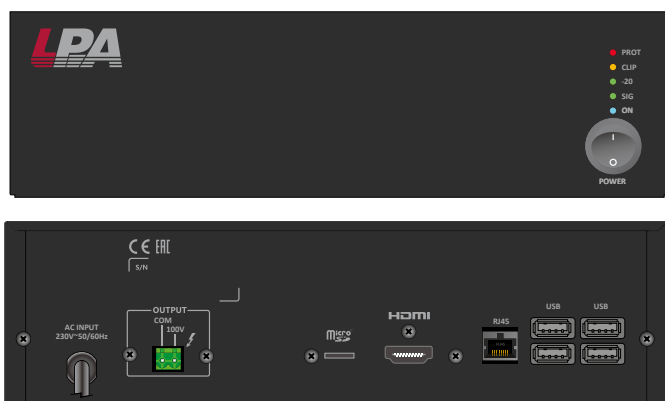 LPA
PROT
CLIP
-20
SIG
ON
I
O
POWER
CE EAC
S/N
AC INPUT
230V~50/60Hz
OUTPUT
COM
100V
Micro
SD
HDMI
RJ45
RJ45
USB USB